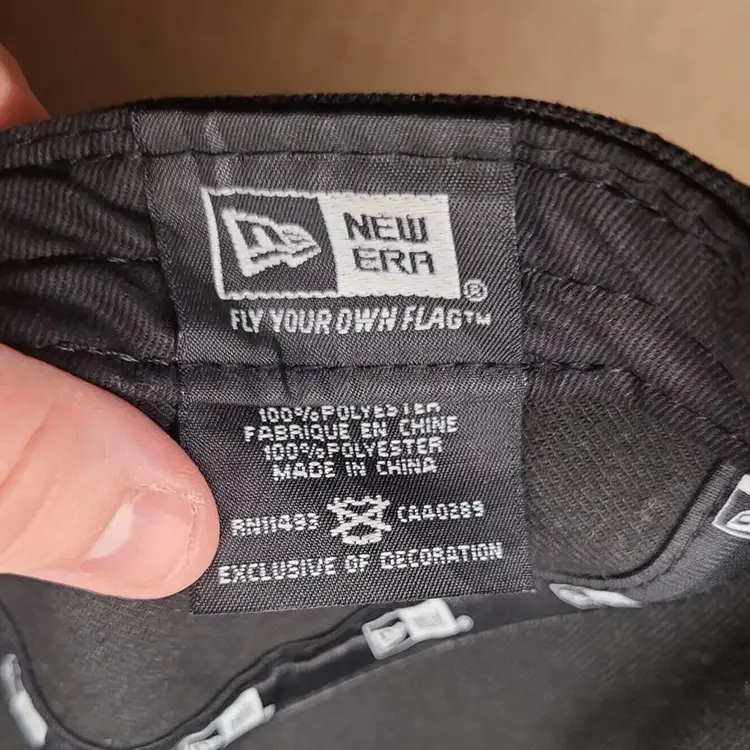 NEW
ERA®
FLY YOUR OWN FLAG™
100% POLYESTER
FABRIQUE EN CHINE
100% POLYESTER
MADE IN CHINA
RN11493 CA40289
EXCLUSIVE OF DECORATION